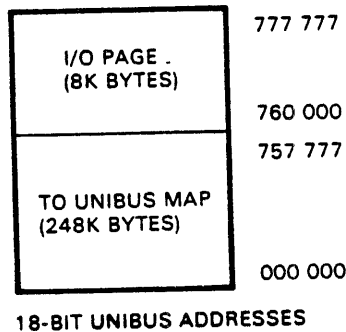 777 777
I/O PAGE.
(8K BYTES)
760 000
757 777
TO UNIBUS MAP
(248K BYTES)
000 000
18-BIT UNIBUS ADDRESSES